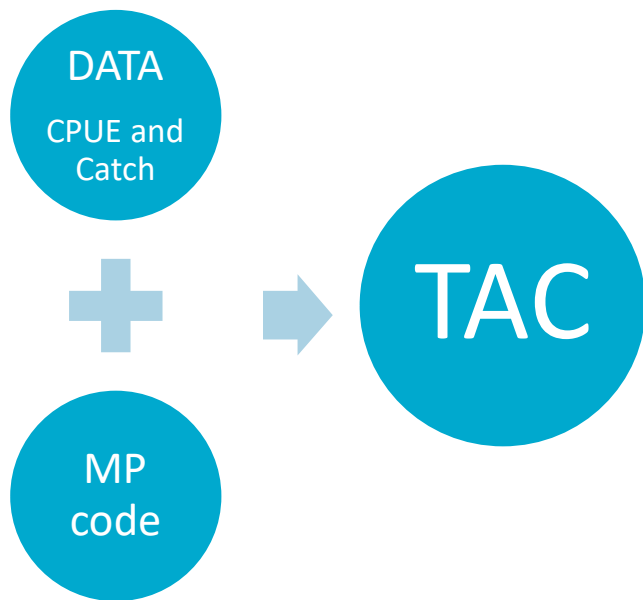 DATA
CPUE and
Catch
MP
code
TAC